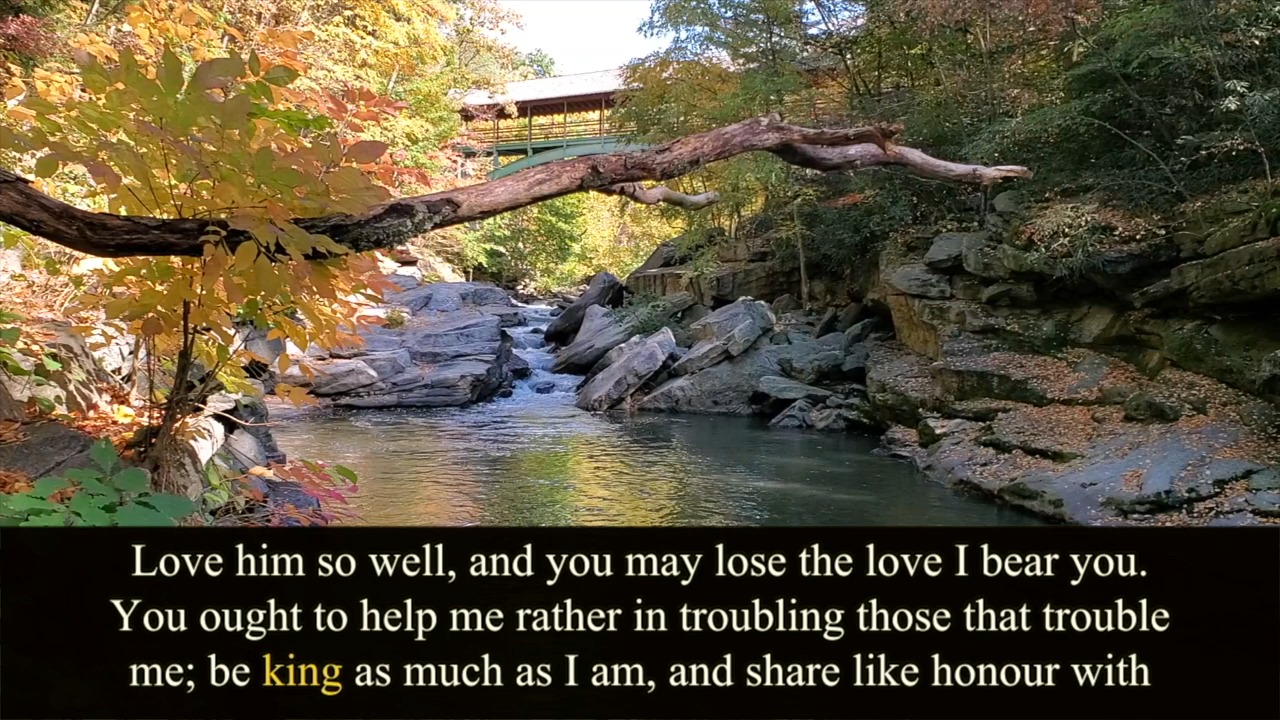 Love him so well, and you may lose the love I bear you.
You ought to help me rather in troubling those that trouble
me; be king as much as I am, and share like honour with